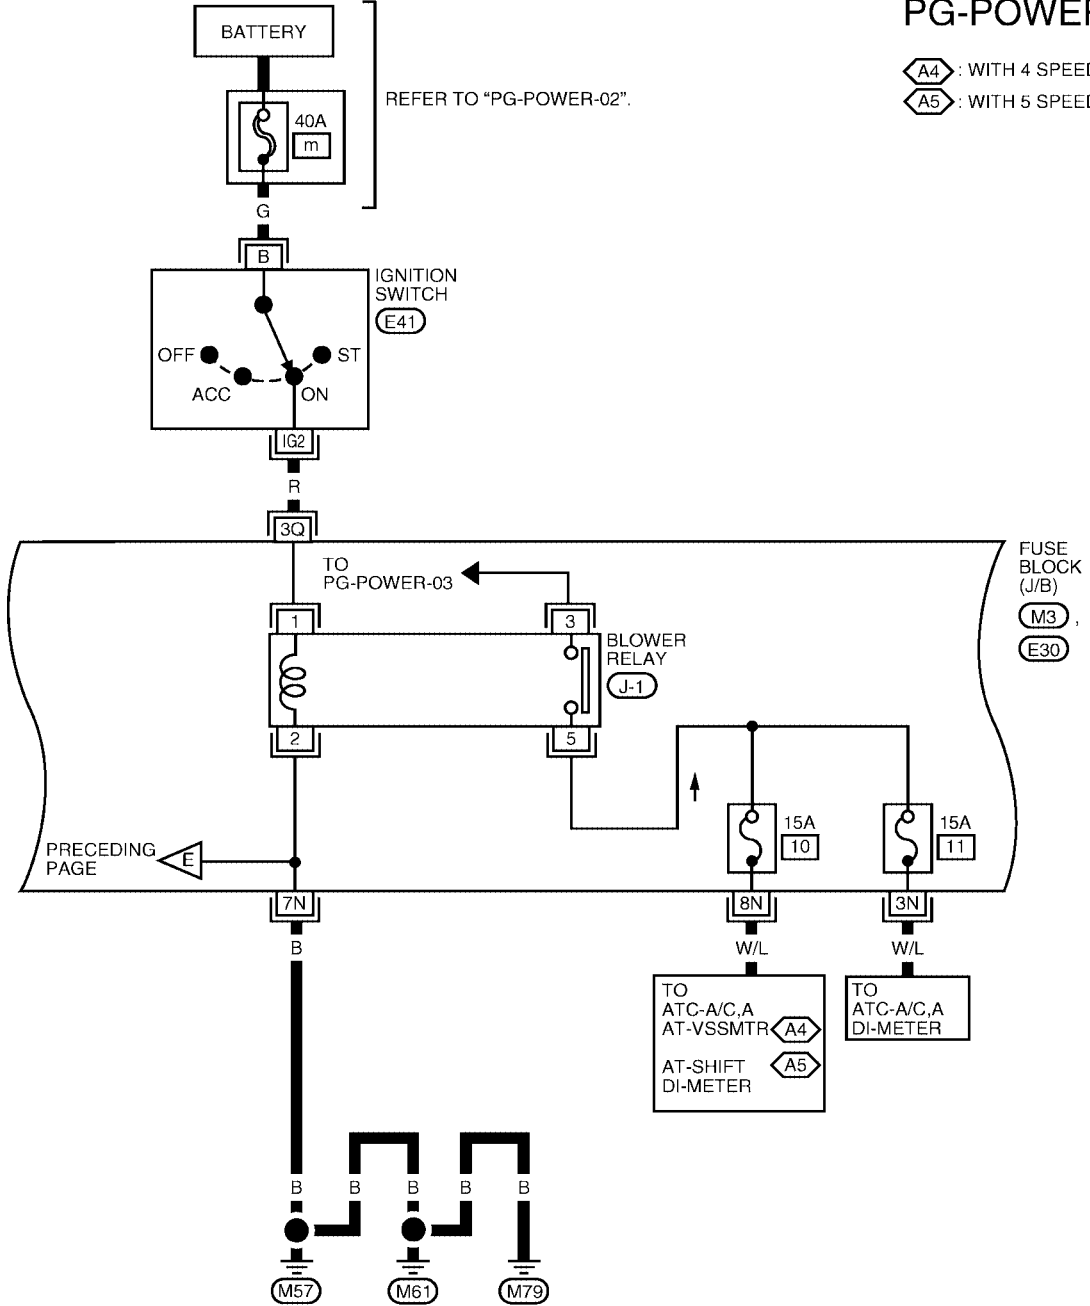 PG-POWER
BATTERY
A4 : WITH 4 SPEED
A5 : WITH 5 SPEED
REFER TO “PG-POWER-02”.
40A
m
G
B
IGNITION
SWITCH
E41
OFF
ST
ACC
ON
IG2
R
3Q
TO
PG-POWER-03
FUSE
BLOCK
(J/B)
M3 ,
E30
1
3
BLOWER
RELAY
J-1
2
5
15A
10
15A
11
PRECEDING
PAGE
E
7N
8N
3N
B
W/L
W/L
TO
ATC-A/C,A
AT-VSSMTR A4
AT-SHIFT A5
DI-METER
TO
ATC-A/C,A
DI-METER
B
B
B
B
B
M57
M61
M79